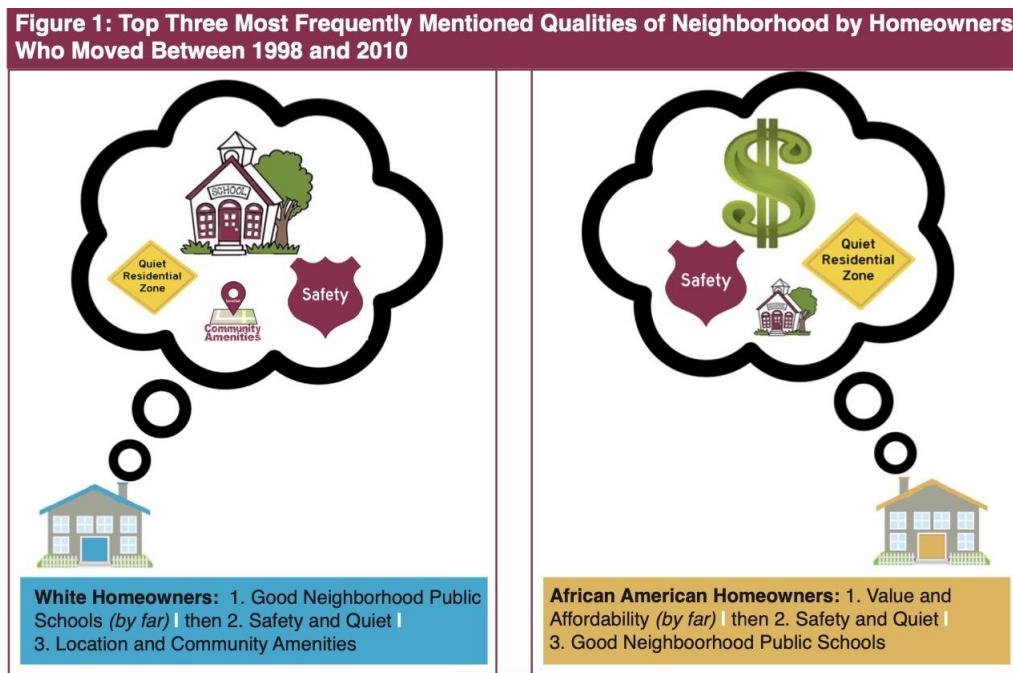 Figure 1: Top Three Most Frequently Mentioned Qualities of Neighborhood by Homeowners
Who Moved Between 1998 and 2010
SCHOOL
Quiet
Residential
Zone
Location
Community
Amenities
Safety
White Homeowners: 1. Good Neighborhood Public
Schools (by far) | then 2. Safety and Quiet |
3. Location and Community Amenities
Safety
Quiet
Residential
Zone
SCHOOL
African American Homeowners: 1. Value and
Affordability (by far) | then 2. Safety and Quiet |
3. Good Neighboorhood Public Schools